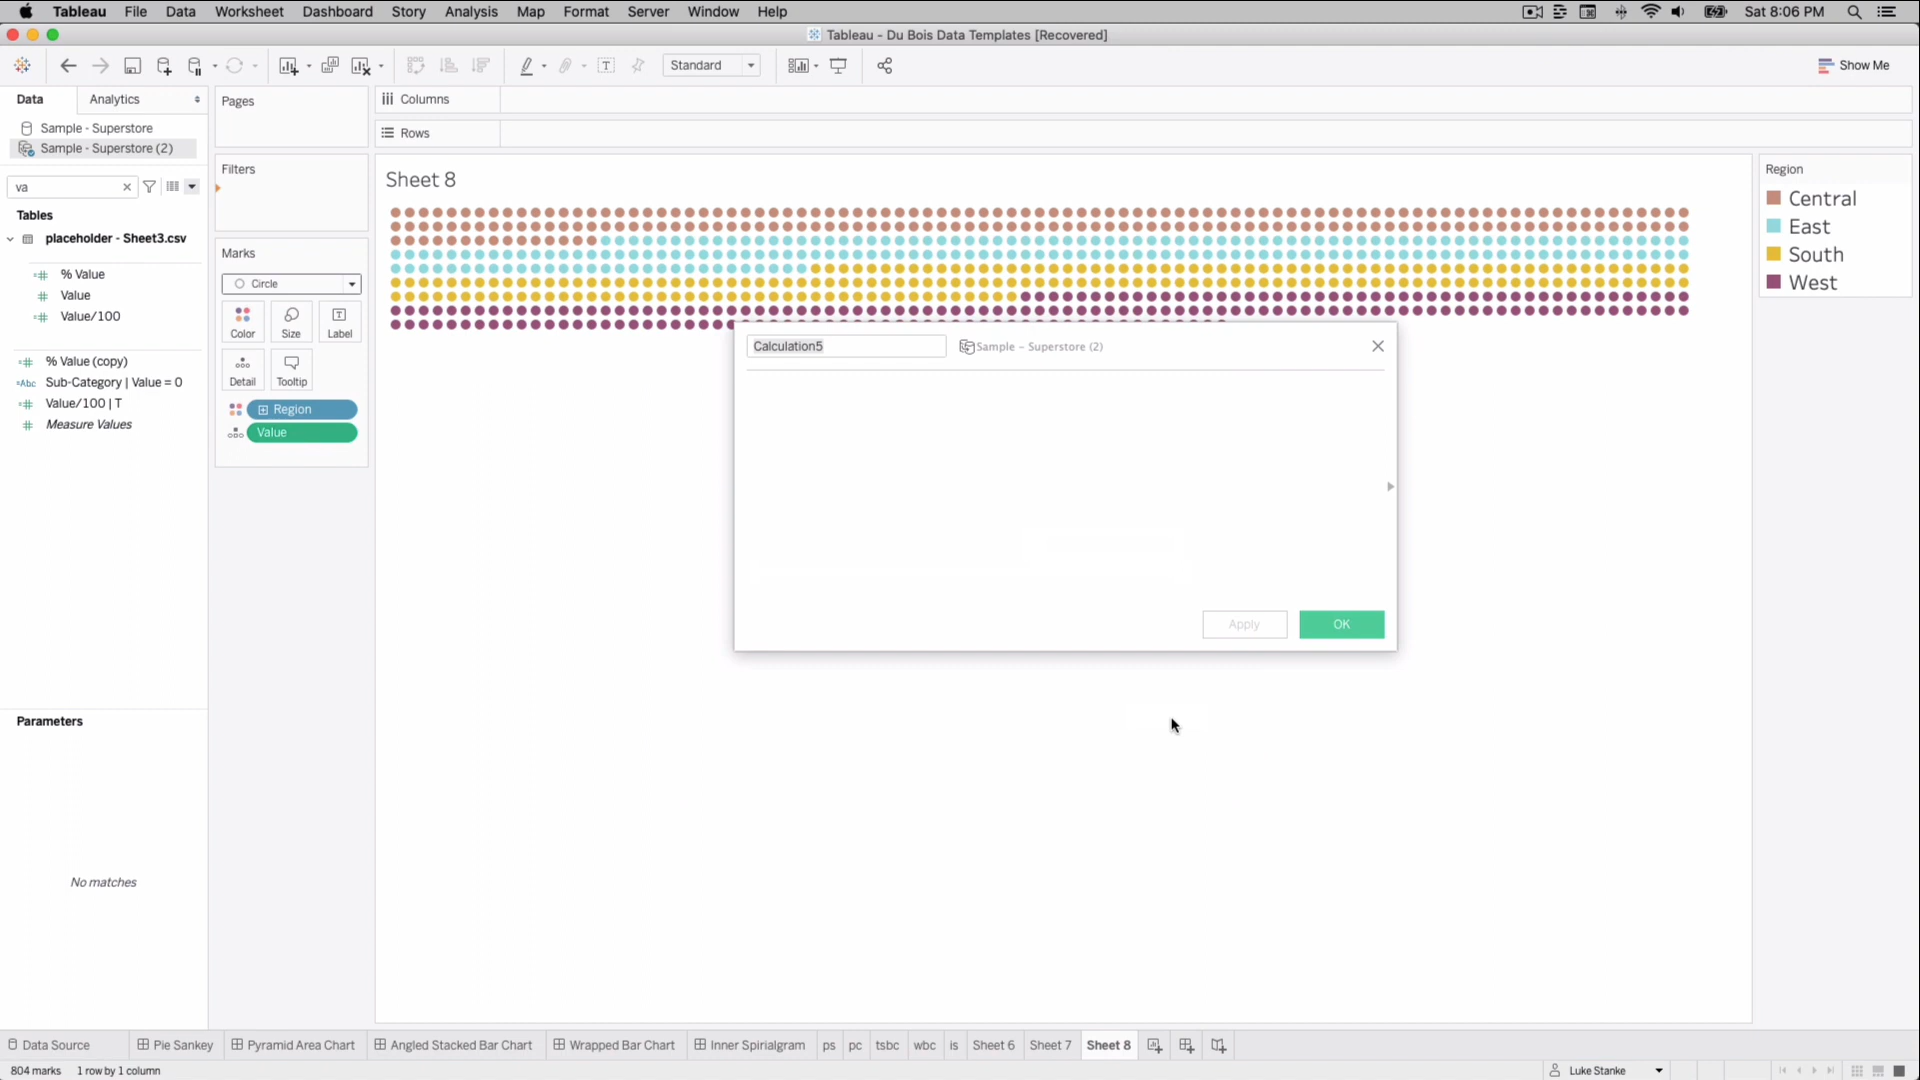 Tableau File Data Worksheet Dashboard Story Analysis Map Format Server Window Help Sat 8:06 PM
Tableau - Du Bois Data Templates [Recovered]
Standard Show Me
Data Analytics
Sample - Superstore
Sample - Superstore (2)
va
Tables
placeholder - Sheet3.csv
% Value
Value
Value/100
% Value (copy)
Sub-Category | Value = 0
Value/100 | T
Measure Values
Parameters
No matches
Pages
Filters
Marks
Circle
Color Size Label
Detail Tooltip
Region
Value
Columns
Rows
Sheet 8
Calculation5 Sample - Superstore (2)
Apply OK
Region
Central
East
South
West
Data Source Pie Sankey Pyramid Area Chart Angled Stacked Bar Chart Wrapped Bar Chart Inner Spirialgram ps pc tsbc wbc is Sheet 6 Sheet 7 Sheet 8
804 marks 1 row by 1 column Luke Stanke